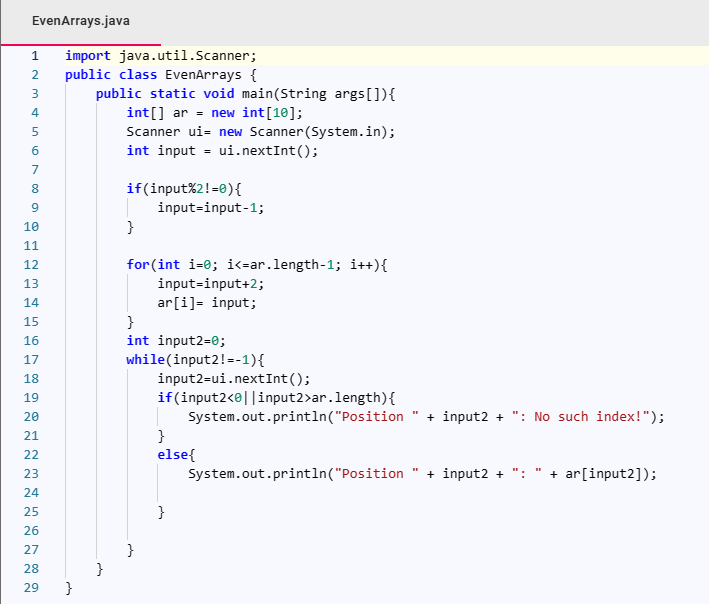 EvenArrays.java
1 import java.util.Scanner;
2 public class EvenArrays {
3     public static void main(String args[]){
4         int[] ar = new int[10];
5         Scanner ui= new Scanner(System.in);
6         int input = ui.nextInt();
7
8         if(input%2!=0){
9             input=input-1;
10         }
11
12         for(int i=0; i<=ar.length-1; i++){
13             input=input+2;
14             ar[i]= input;
15         }
16         int input2=0;
17         while(input2!=-1){
18             input2=ui.nextInt();
19             if(input2<0||input2>ar.length){
20                 System.out.println("Position " + input2 + ": No such index!");
21             }
22             else{
23                 System.out.println("Position " + input2 + ": " + ar[input2]);
24
25             }
26
27         }
28     }
29 }